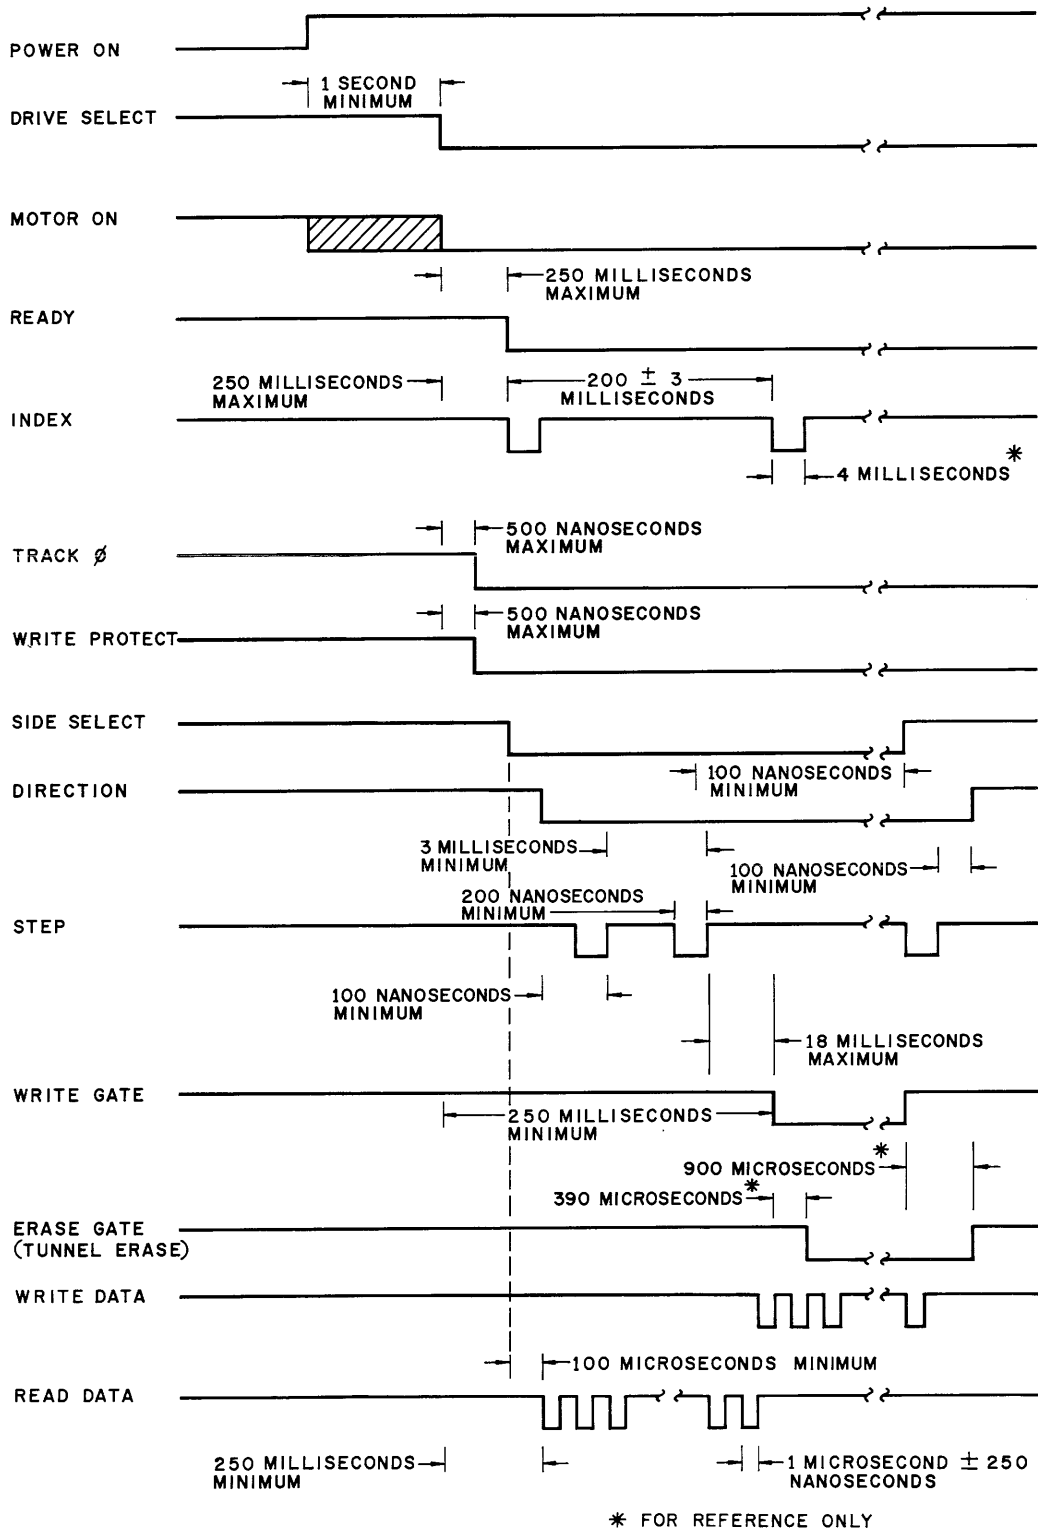 POWER ON
1 SECOND
MINIMUM
DRIVE SELECT
MOTOR ON
250 MILLISECONDS
MAXIMUM
READY
250 MILLISECONDS
MAXIMUM
200 ± 3
MILLISECONDS
INDEX
4 MILLISECONDS*
500 NANOSECONDS
MAXIMUM
TRACK Ø
500 NANOSECONDS
MAXIMUM
WRITE PROTECT
SIDE SELECT
100 NANOSECONDS
MINIMUM
DIRECTION
3 MILLISECONDS
MINIMUM
100 NANOSECONDS
MINIMUM
200 NANOSECONDS
MINIMUM
STEP
100 NANOSECONDS
MINIMUM
18 MILLISECONDS
MAXIMUM
WRITE GATE
250 MILLISECONDS
MINIMUM
900 MICROSECONDS*
390 MICROSECONDS*
ERASE GATE
(TUNNEL ERASE)
WRITE DATA
100 MICROSECONDS MINIMUM
READ DATA
250 MILLISECONDS
MINIMUM
1 MICROSECOND ± 250
NANOSECONDS
* FOR REFERENCE ONLY